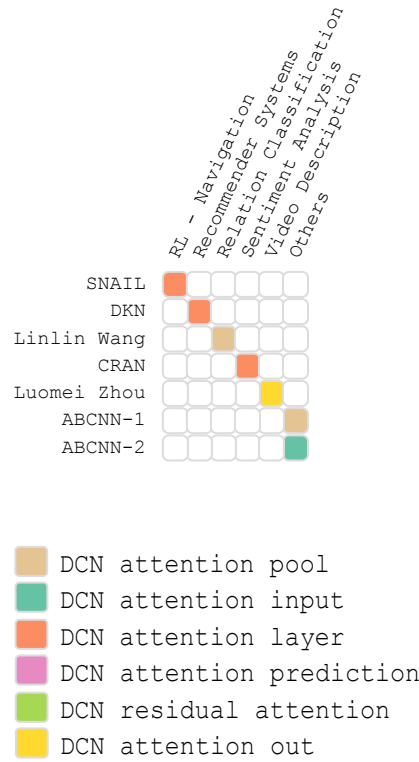 RL - Navigation
Recommender Systems
Relation Classification
Sentiment Analysis
Video Description
Others
SNAIL
DKN
Linlin Wang
CRAN
Luomei Zhou
ABCNN-1
ABCNN-2
DCN attention pool
DCN attention input
DCN attention layer
DCN attention prediction
DCN residual attention
DCN attention out